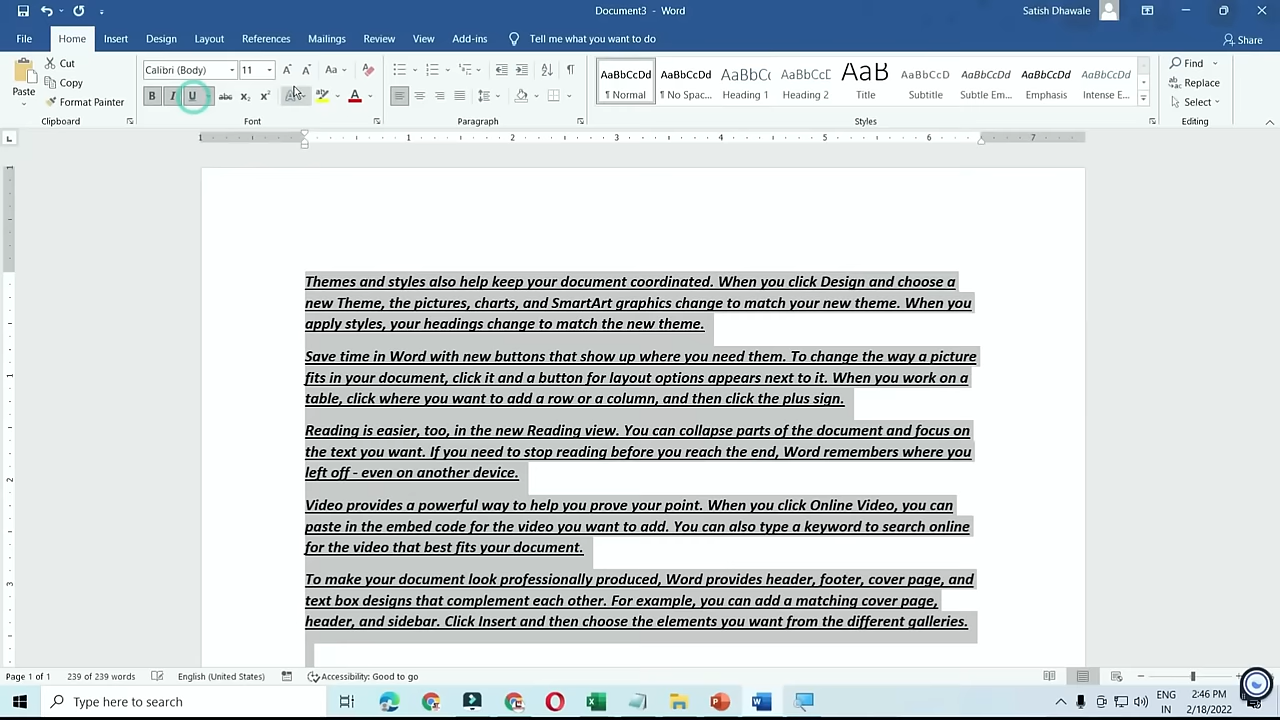 Document3 - Word
Satish Dhawale
File Home Insert Design Layout References Mailings Review View Add-ins Tell me what you want to do
Share
Paste
Cut
Copy
Format Painter
Clipboard
Calibri (Body) 11
Aa
B I U abc X₂ X² A A
Font
Paragraph
AaBbCcDd AaBbCcDd AaBbCc AaBbCcDd AaB AaBbCcD AaBbCcDd AaBbCcDd AaBbCcDd
¶ Normal ¶ No Spac... Heading 1 Heading 2 Title Subtitle Subtle Em... Emphasis Intense E...
Styles
Find
Replace
Select
Editing
1 1 2 3 4 5 6 7
Themes and styles also help keep your document coordinated. When you click Design and choose a
new Theme, the pictures, charts, and SmartArt graphics change to match your new theme. When you
apply styles, your headings change to match the new theme.
Save time in Word with new buttons that show up where you need them. To change the way a picture
fits in your document, click it and a button for layout options appears next to it. When you work on a
table, click where you want to add a row or a column, and then click the plus sign.
Reading is easier, too, in the new Reading view. You can collapse parts of the document and focus on
the text you want. If you need to stop reading before you reach the end, Word remembers where you
left off - even on another device.
Video provides a powerful way to help you prove your point. When you click Online Video, you can
paste in the embed code for the video you want to add. You can also type a keyword to search online
for the video that best fits your document.
To make your document look professionally produced, Word provides header, footer, cover page, and
text box designs that complement each other. For example, you can add a matching cover page,
header, and sidebar. Click Insert and then choose the elements you want from the different galleries.
Page 1 of 1 239 of 239 words English (United States) Accessibility: Good to go
Type here to search
ENG
IN
2:46 PM
2/18/2022